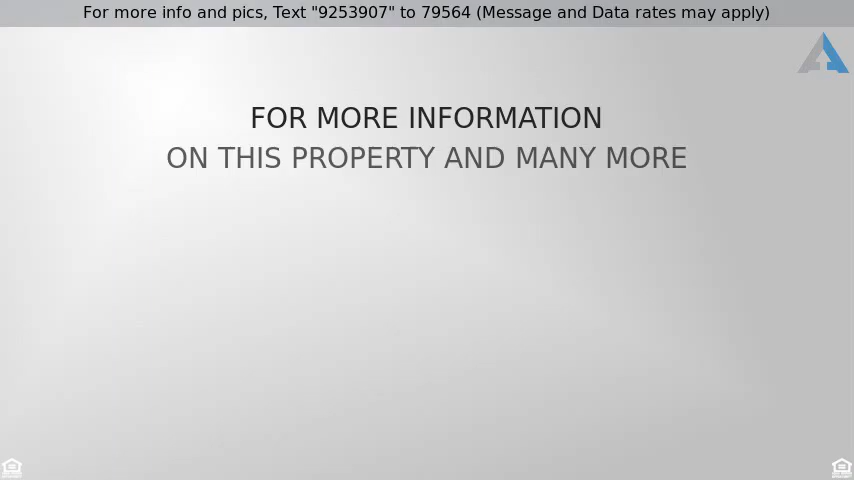 For more info and pics, Text "9253907" to 79564 (Message and Data rates may apply)
FOR MORE INFORMATION
ON THIS PROPERTY AND MANY MORE